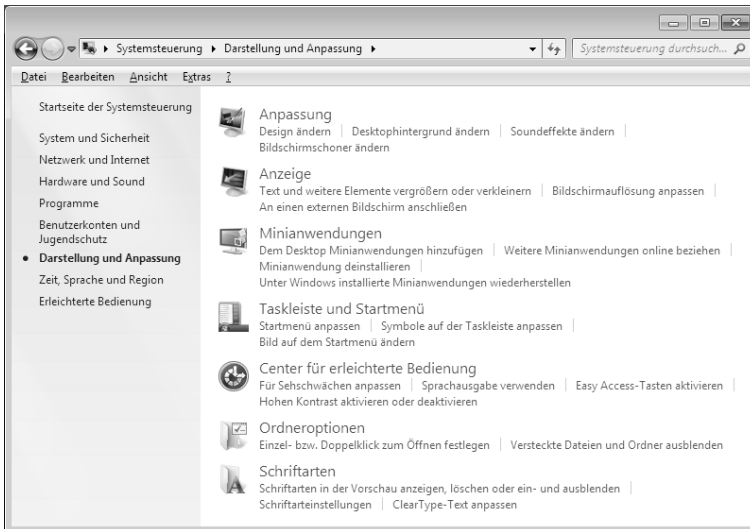 Systemsteuerung ▸ Darstellung und Anpassung ▸ Systemsteuerung durchsuch...
Datei Bearbeiten Ansicht Extras ?
Startseite der Systemsteuerung
System und Sicherheit
Netzwerk und Internet
Hardware und Sound
Programme
Benutzerkonten und
Jugendschutz
Darstellung und Anpassung
Zeit, Sprache und Region
Erleichterte Bedienung
Anpassung
Design ändern | Desktophintergrund ändern | Soundeffekte ändern |
Bildschirmschoner ändern
Anzeige
Text und weitere Elemente vergrößern oder verkleinern | Bildschirmauflösung anpassen |
An einen externen Bildschirm anschließen
Minianwendungen
Dem Desktop Minianwendungen hinzufügen | Weitere Minianwendungen online beziehen |
Minianwendung deinstallieren |
Unter Windows installierte Minianwendungen wiederherstellen
Taskleiste und Startmenü
Startmenü anpassen | Symbole auf der Taskleiste anpassen |
Bild auf dem Startmenü ändern
Center für erleichterte Bedienung
Für Sehschwächen anpassen | Sprachausgabe verwenden | Easy Access-Tasten aktivieren |
Hohen Kontrast aktivieren oder deaktivieren
Ordneroptionen
Einzel- bzw. Doppelklick zum Öffnen festlegen | Versteckte Dateien und Ordner ausblenden
Schriftarten
Schriftarten in der Vorschau anzeigen, löschen oder ein- und ausblenden |
Schriftarteinstellungen | ClearType-Text anpassen